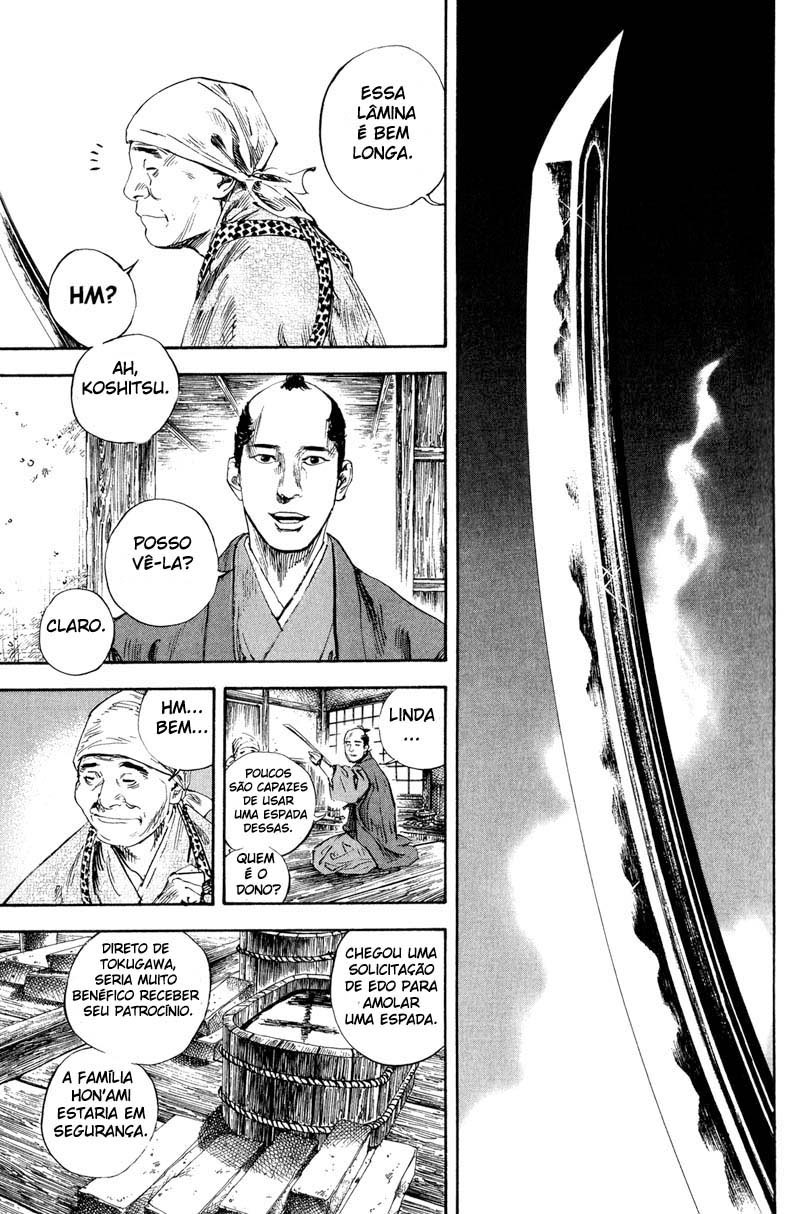 ESSA
LÂMINA
É BEM
LONGA.
HM?
AH,
KOSHITSU.
POSSO
VÊ-LA?
CLARO.
LINDA
...
POUCOS
SÃO CAPAZES
DE USAR
UMA ESPADA
DESSAS.
QUEM
É O
DONO?
HM...
BEM...
CHEGOU UMA
SOLICITAÇÃO
DE EDO PARA
AMOLAR
UMA ESPADA.
DIRETO DE
TOKUGAWA,
SERIA MUITO
BENÉFICO RECEBER
SEU PATROCÍNIO.
A FAMÍLIA
HON'AMI
ESTARIA EM
SEGURANÇA.